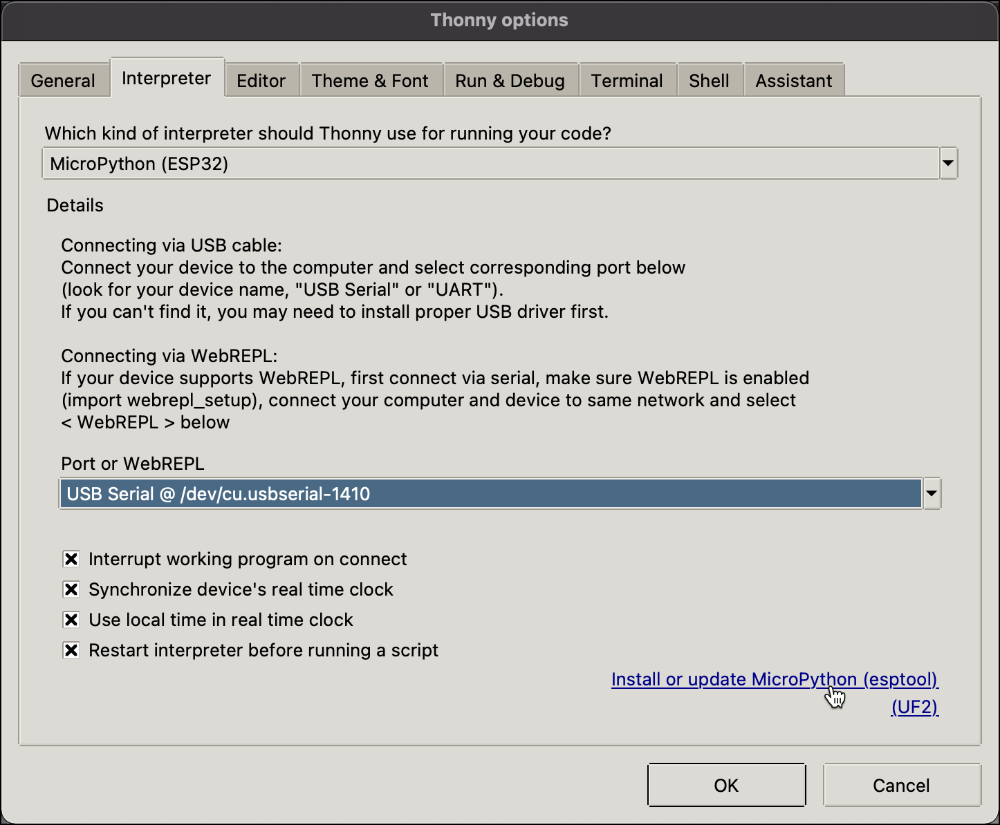 Thonny options
General Interpreter Editor Theme & Font Run & Debug Terminal Shell Assistant
Which kind of interpreter should Thonny use for running your code?
MicroPython (ESP32)
Details
Connecting via USB cable:
Connect your device to the computer and select corresponding port below
(look for your device name, "USB Serial" or "UART").
If you can't find it, you may need to install proper USB driver first.
Connecting via WebREPL:
If your device supports WebREPL, first connect via serial, make sure WebREPL is enabled
(import webrepl_setup), connect your computer and device to same network and select
< WebREPL > below
Port or WebREPL
USB Serial @ /dev/cu.usbserial-1410
Interrupt working program on connect
Synchronize device's real time clock
Use local time in real time clock
Restart interpreter before running a script
Install or update MicroPython (esptool)
(UF2)
OK Cancel